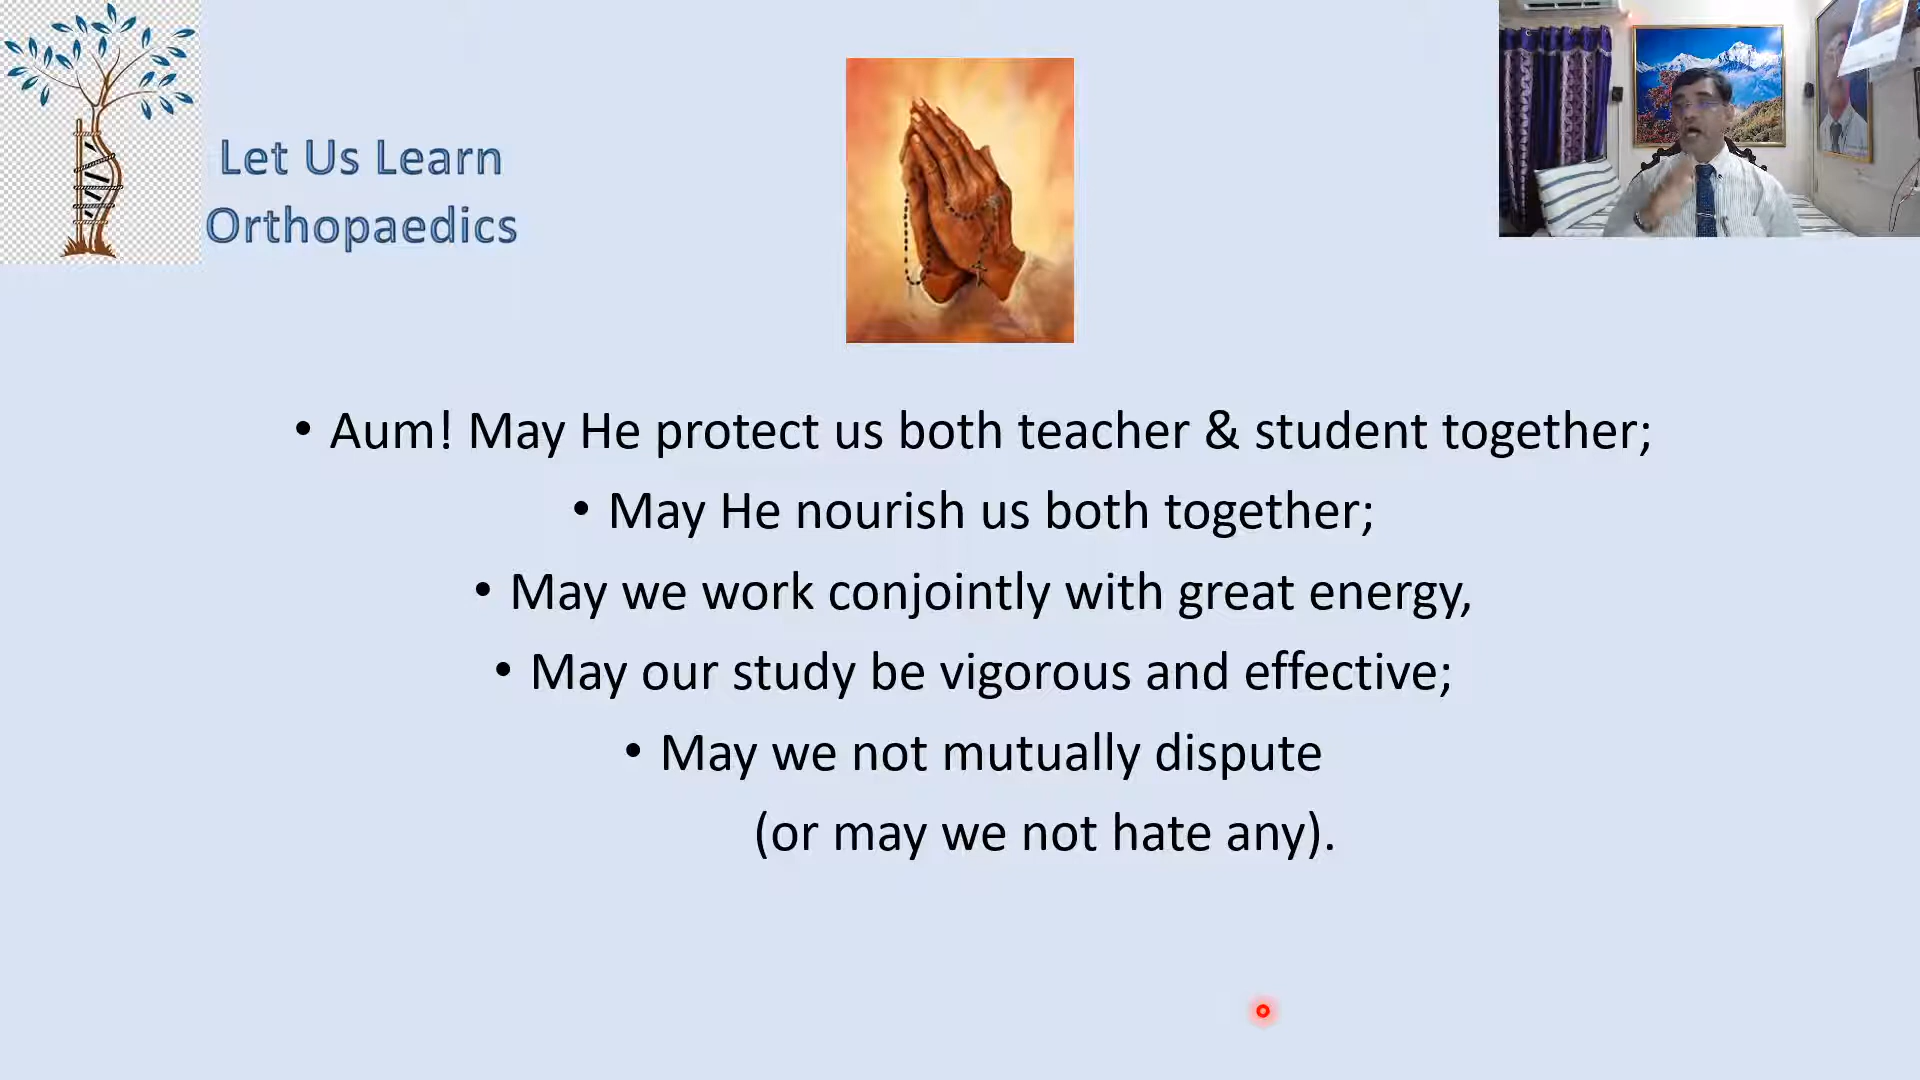 Let Us Learn
Orthopaedics
• Aum! May He protect us both teacher & student together;
• May He nourish us both together;
• May we work conjointly with great energy,
• May our study be vigorous and effective;
• May we not mutually dispute
(or may we not hate any).